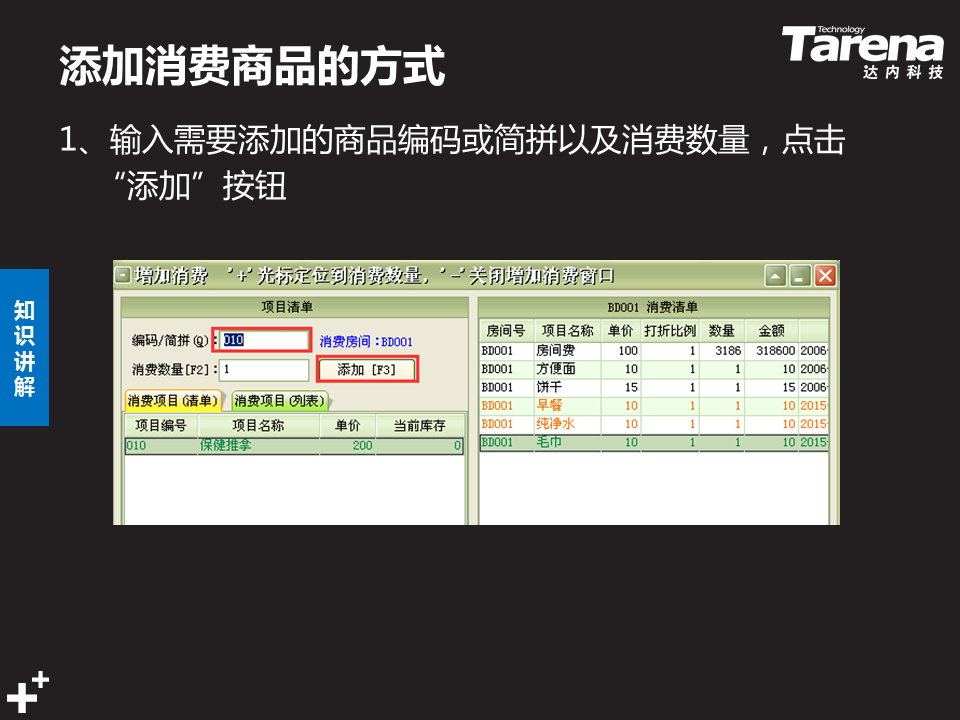 添加消费商品的方式
Technology
Tarena
达内科技
1、输入需要添加的商品编码或简拼以及消费数量，点击
“添加”按钮
知识讲解
增加消费 '+'光标定位到消费数量，'-'关闭增加消费窗口
项目清单
编码/简拼(Q): 010 消费房间：BD001
消费数量[F2]: 1 添加 [F3]
消费项目(清单) 消费项目(列表)
项目编号 项目名称 单价 当前库存
010 保健推拿 200 0
BD001 消费清单
房间号 项目名称 单价 打折比例 数量 金额
BD001 房间费 100 1 3186 318600 2006-
BD001 方便面 10 1 1 10 2006-
BD001 饼干 15 1 1 15 2006-
BD001 早餐 10 1 1 10 2015-
BD001 纯净水 10 1 1 10 2015-
BD001 毛巾 10 1 1 10 2015-